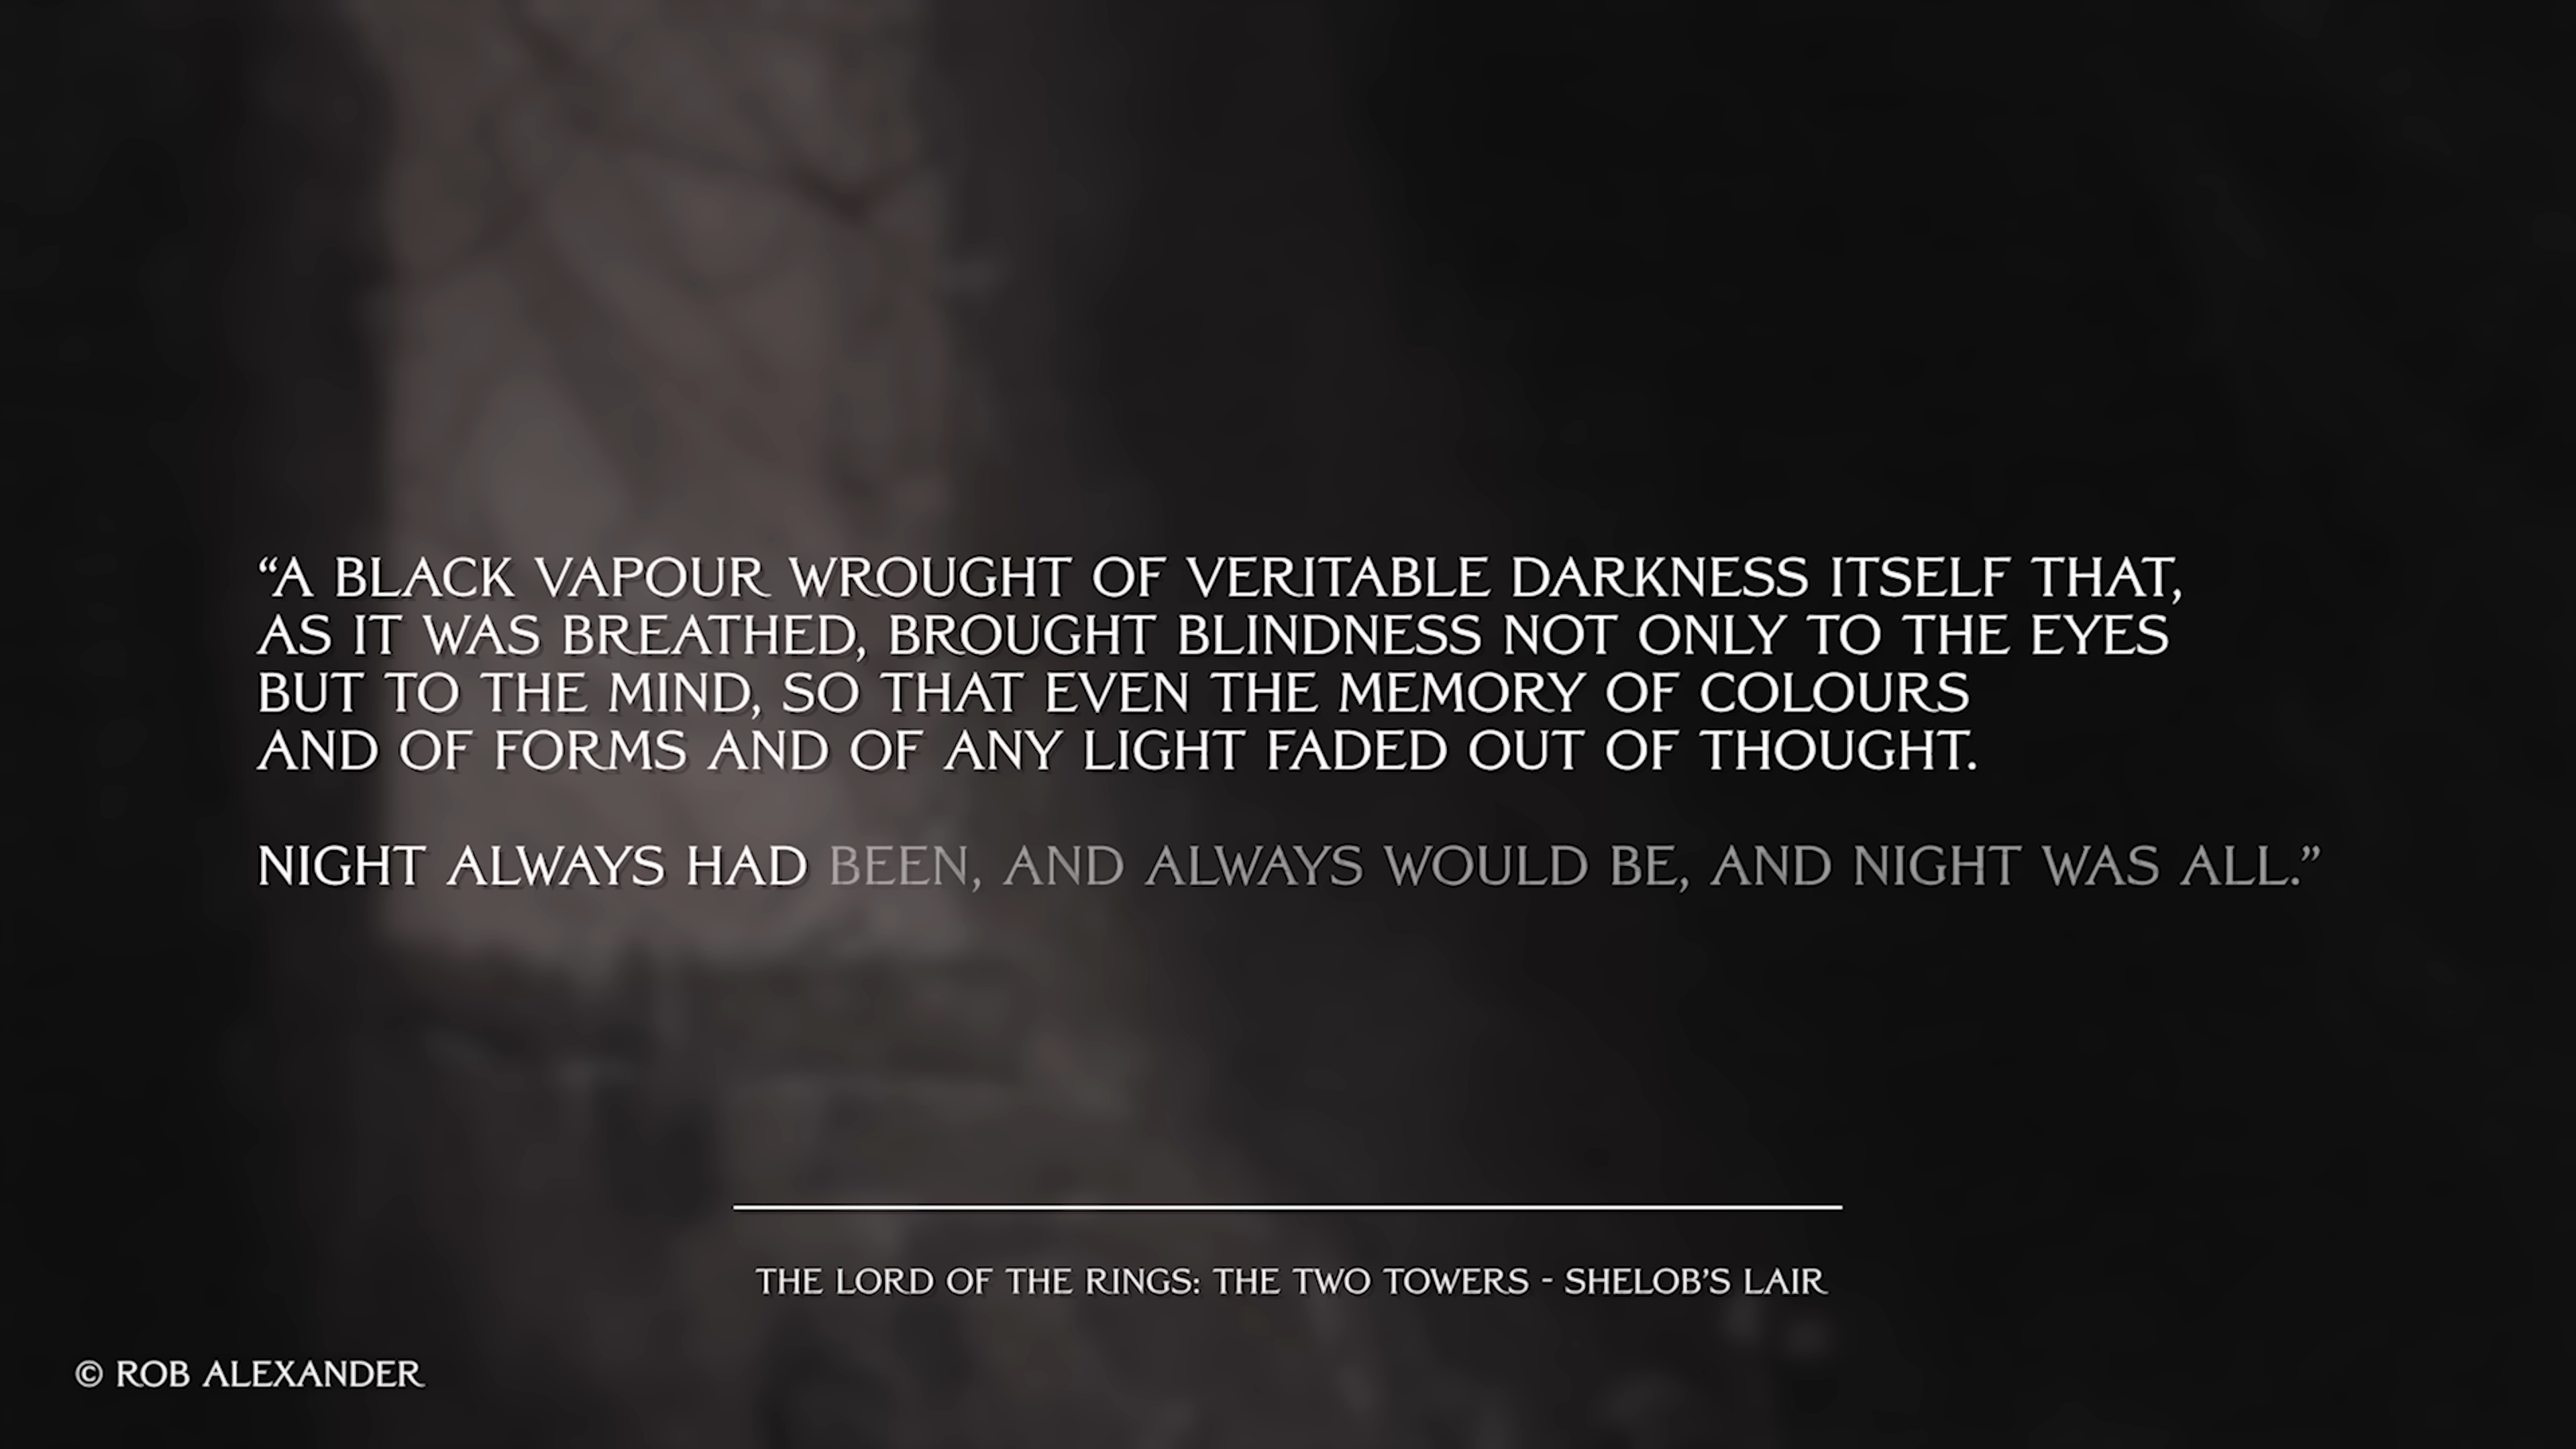 “A BLACK VAPOUR WROUGHT OF VERITABLE DARKNESS ITSELF THAT,
AS IT WAS BREATHED, BROUGHT BLINDNESS NOT ONLY TO THE EYES
BUT TO THE MIND, SO THAT EVEN THE MEMORY OF COLOURS
AND OF FORMS AND OF ANY LIGHT FADED OUT OF THOUGHT.
NIGHT ALWAYS HAD BEEN, AND ALWAYS WOULD BE, AND NIGHT WAS ALL.”
THE LORD OF THE RINGS: THE TWO TOWERS - SHELOB’S LAIR
© ROB ALEXANDER